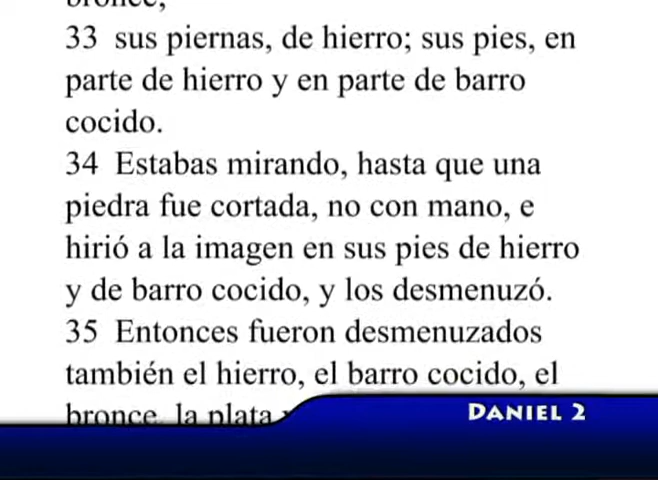 bronce,
33 sus piernas, de hierro; sus pies, en
parte de hierro y en parte de barro
cocido.
34 Estabas mirando, hasta que una
piedra fue cortada, no con mano, e
hirió a la imagen en sus pies de hierro
y de barro cocido, y los desmenuzó.
35 Entonces fueron desmenuzados
también el hierro, el barro cocido, el
bronce, la plata
DANIEL 2